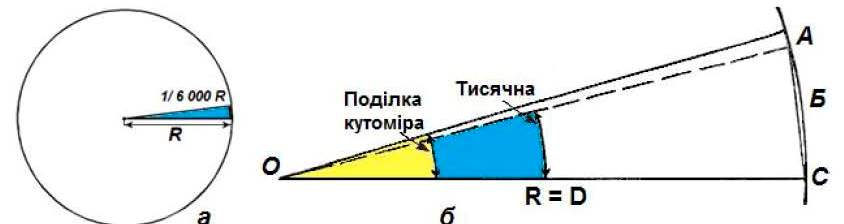 1/ 6 000 R
R
а
О
Поділка
кутоміра
Тисячна
R = D
А
Б
С
б